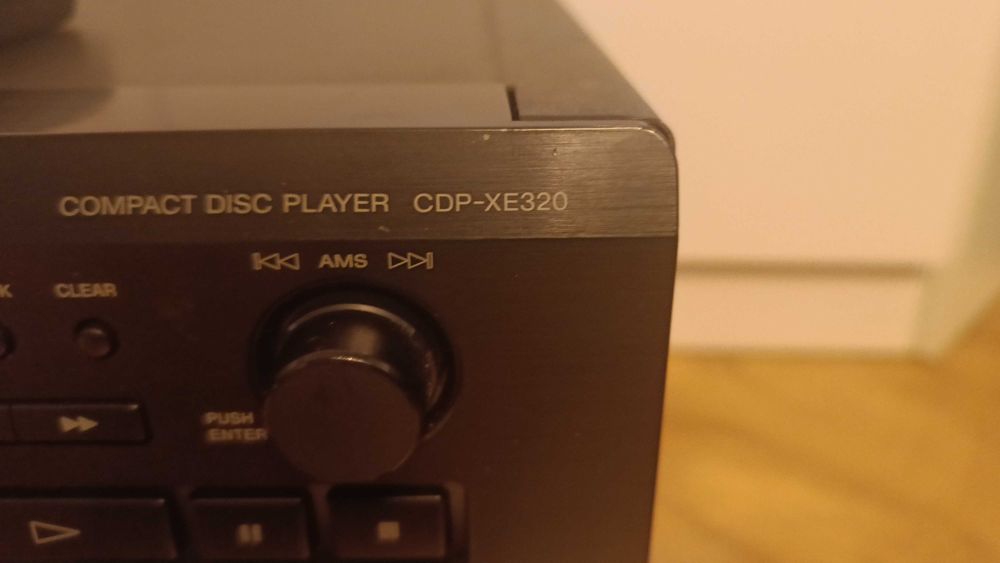 COMPACT DISC PLAYER CDP-XE320
AMS
K CLEAR
PUSH
ENTER